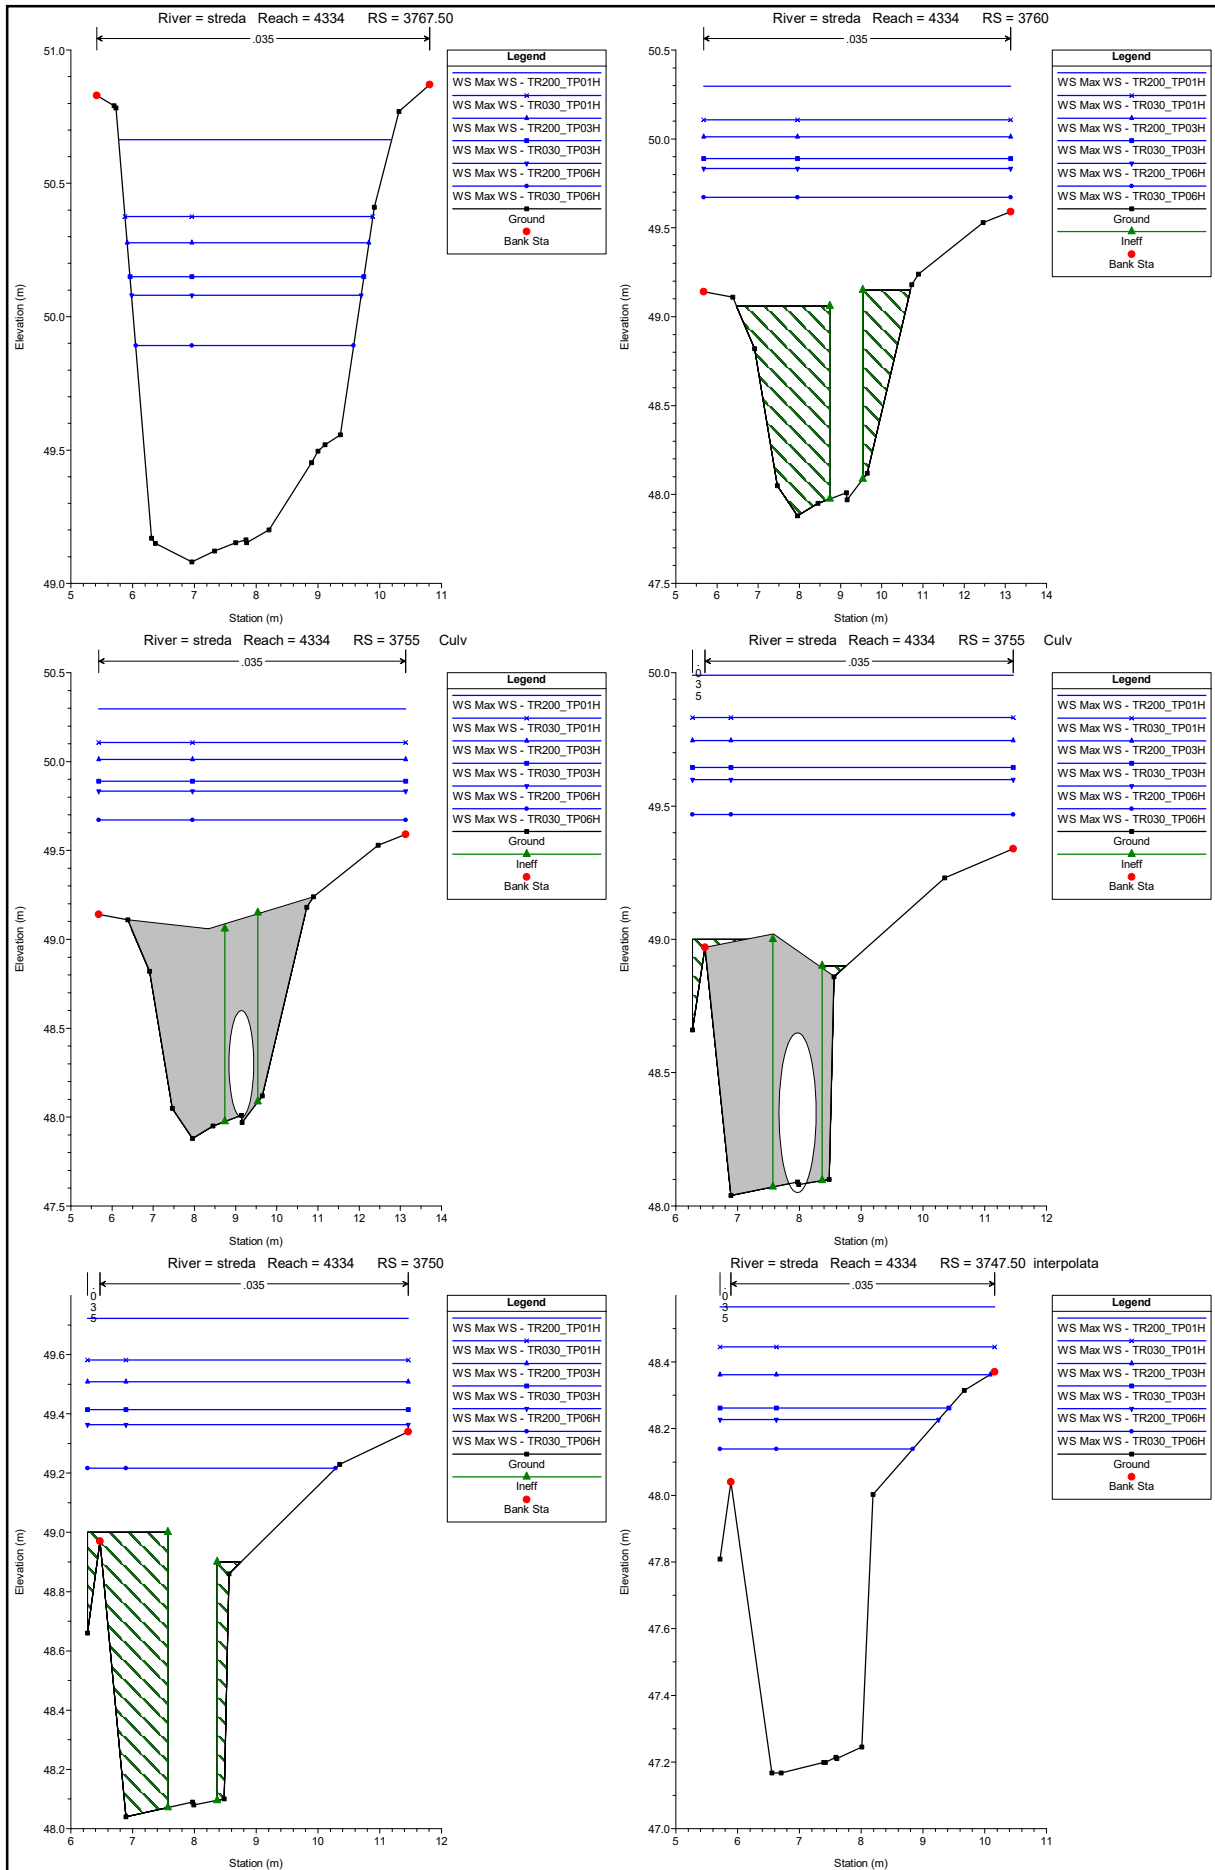 River = streda   Reach = 4334      RS = 3767.50
.035
51.0
50.5
50.0
49.5
49.0
5 6 7 8 9 10 11
Station (m)
Elevation (m)
Legend
WS Max WS - TR200_TP01H
WS Max WS - TR030_TP01H
WS Max WS - TR200_TP03H
WS Max WS - TR030_TP03H
WS Max WS - TR200_TP06H
WS Max WS - TR030_TP06H
Ground
Bank Sta
River = streda   Reach = 4334      RS = 3760
.035
50.5
50.0
49.5
49.0
48.5
48.0
47.5
5 6 7 8 9 10 11 12 13 14
Station (m)
Elevation (m)
Legend
WS Max WS - TR200_TP01H
WS Max WS - TR030_TP01H
WS Max WS - TR200_TP03H
WS Max WS - TR030_TP03H
WS Max WS - TR200_TP06H
WS Max WS - TR030_TP06H
Ground
Ineff
Bank Sta
River = streda   Reach = 4334      RS = 3755     Culv
.035
50.5
50.0
49.5
49.0
48.5
48.0
47.5
5 6 7 8 9 10 11 12 13 14
Station (m)
Elevation (m)
Legend
WS Max WS - TR200_TP01H
WS Max WS - TR030_TP01H
WS Max WS - TR200_TP03H
WS Max WS - TR030_TP03H
WS Max WS - TR200_TP06H
WS Max WS - TR030_TP06H
Ground
Ineff
Bank Sta
River = streda   Reach = 4334      RS = 3755     Culv
.035
.035
50.0
49.5
49.0
48.5
48.0
6 7 8 9 10 11 12
Station (m)
Elevation (m)
Legend
WS Max WS - TR200_TP01H
WS Max WS - TR030_TP01H
WS Max WS - TR200_TP03H
WS Max WS - TR030_TP03H
WS Max WS - TR200_TP06H
WS Max WS - TR030_TP06H
Ground
Ineff
Bank Sta
River = streda   Reach = 4334      RS = 3750
.035
.035
49.6
49.4
49.2
49.0
48.8
48.6
48.4
48.2
48.0
6 7 8 9 10 11 12
Station (m)
Elevation (m)
Legend
WS Max WS - TR200_TP01H
WS Max WS - TR030_TP01H
WS Max WS - TR200_TP03H
WS Max WS - TR030_TP03H
WS Max WS - TR200_TP06H
WS Max WS - TR030_TP06H
Ground
Ineff
Bank Sta
River = streda   Reach = 4334      RS = 3747.50  interpolata
.035
.035
48.4
48.2
48.0
47.8
47.6
47.4
47.2
47.0
5 6 7 8 9 10 11
Station (m)
Elevation (m)
Legend
WS Max WS - TR200_TP01H
WS Max WS - TR030_TP01H
WS Max WS - TR200_TP03H
WS Max WS - TR030_TP03H
WS Max WS - TR200_TP06H
WS Max WS - TR030_TP06H
Ground
Bank Sta